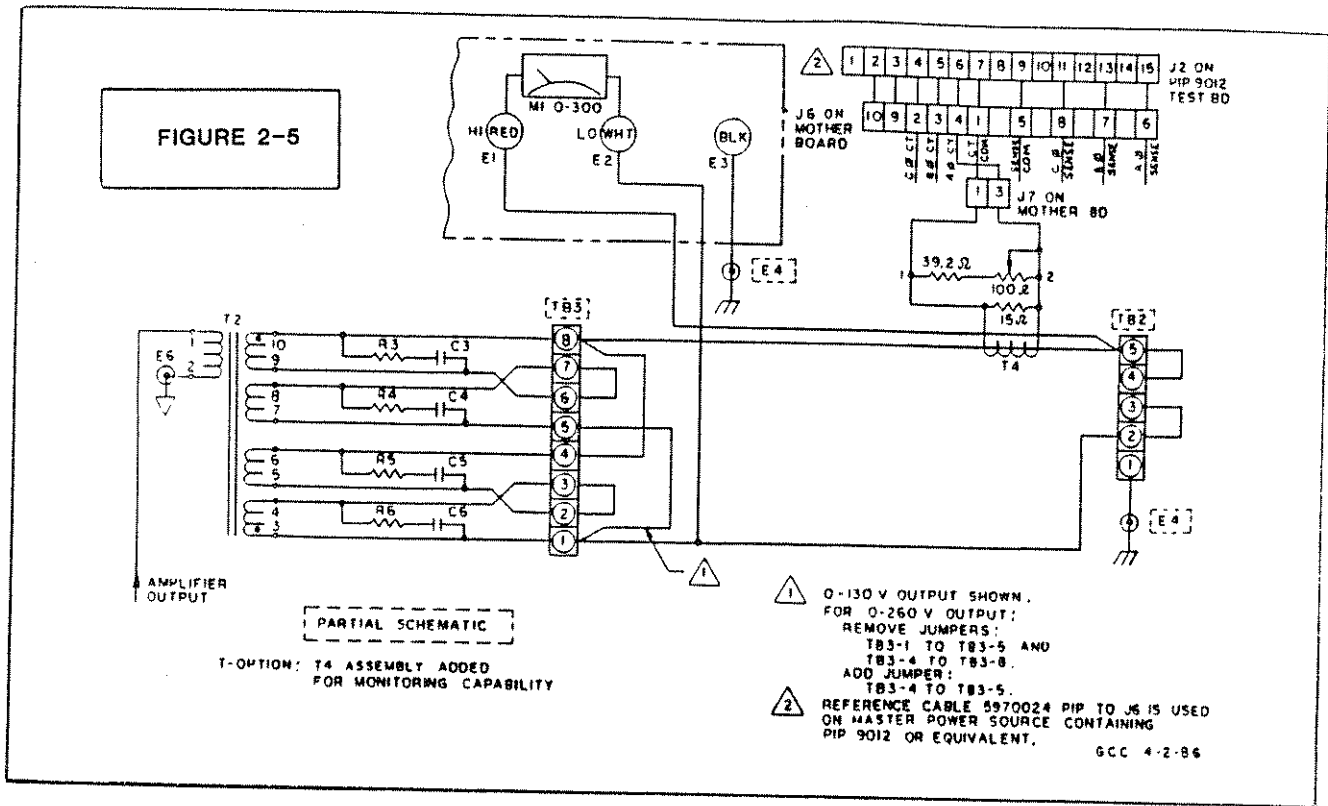 FIGURE 2-5
M1 0-300
HI RED
E1
LO WHT
E2
BLK
E3
E4
J6 ON
MOTHER
BOARD
2
1 2 3 4 5 6 7 8 9 10 11 12 13 14 15
J2 ON
PIP 9012
TEST BD
10 9 2 3 4 1 5 8 7 6
C Ø CT
B Ø CT
A Ø CT
CT COM
SENSE COM
C Ø SENSE
B Ø SENSE
A Ø SENSE
1 3
J7 ON
MOTHER BD
39.2Ω
1
2
100Ω
15Ω
T4
T2
E6
1
2
10
9
8
7
6
5
4
3
R3 C3
R4 C4
R5 C5
R6 C6
TB3
8
7
6
5
4
3
2
1
TB2
5
4
3
2
1
E4
1
AMPLIFIER
OUTPUT
PARTIAL SCHEMATIC
T-OPTION: T4 ASSEMBLY ADDED
FOR MONITORING CAPABILITY
1 0-130 V OUTPUT SHOWN.
FOR 0-260 V OUTPUT:
REMOVE JUMPERS:
TB3-1 TO TB3-5 AND
TB3-4 TO TB3-8.
ADD JUMPER:
TB3-4 TO TB3-5.
2 REFERENCE CABLE 5970024 PIP TO J6 IS USED
ON MASTER POWER SOURCE CONTAINING
PIP 9012 OR EQUIVALENT.
GCC 4-2-86